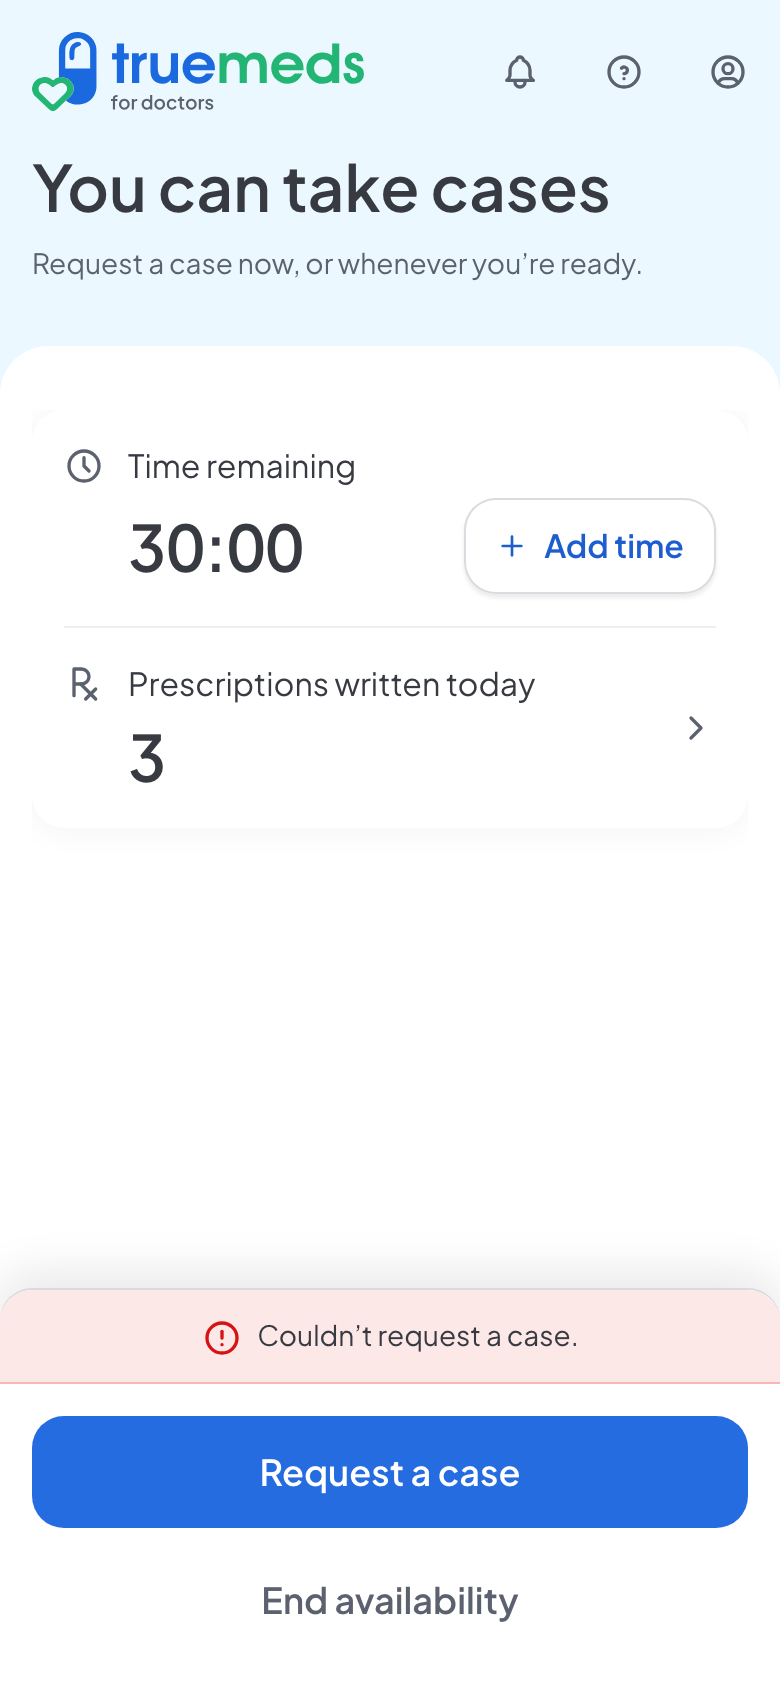 truemeds
for doctors
You can take cases
Request a case now, or whenever you’re ready.
Time remaining
30:00
+ Add time
Rx Prescriptions written today
3
Couldn’t request a case.
Request a case
End availability